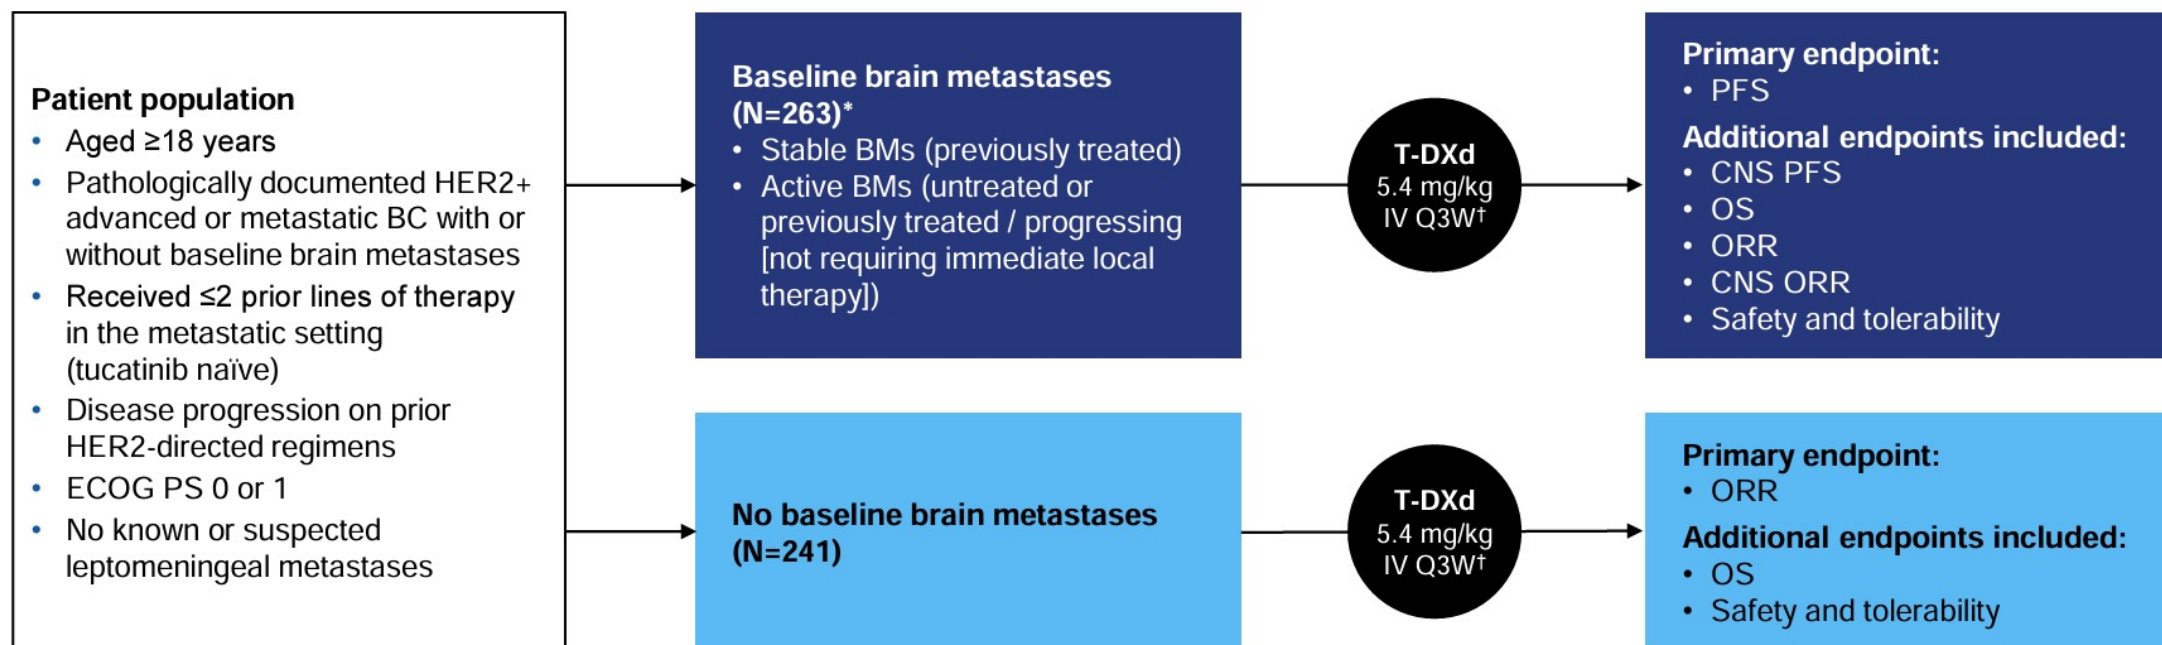 Patient population
• Aged ≥18 years
• Pathologically documented HER2+
advanced or metastatic BC with or
without baseline brain metastases
• Received ≤2 prior lines of therapy
in the metastatic setting
(tucatinib naïve)
• Disease progression on prior
HER2-directed regimens
• ECOG PS 0 or 1
• No known or suspected
leptomeningeal metastases
Baseline brain metastases
(N=263)*
• Stable BMs (previously treated)
• Active BMs (untreated or
previously treated / progressing
[not requiring immediate local
therapy])
T-DXd
5.4 mg/kg
IV Q3W†
Primary endpoint:
• PFS
Additional endpoints included:
• CNS PFS
• OS
• ORR
• CNS ORR
• Safety and tolerability
No baseline brain metastases
(N=241)
T-DXd
5.4 mg/kg
IV Q3W†
Primary endpoint:
• ORR
Additional endpoints included:
• OS
• Safety and tolerability